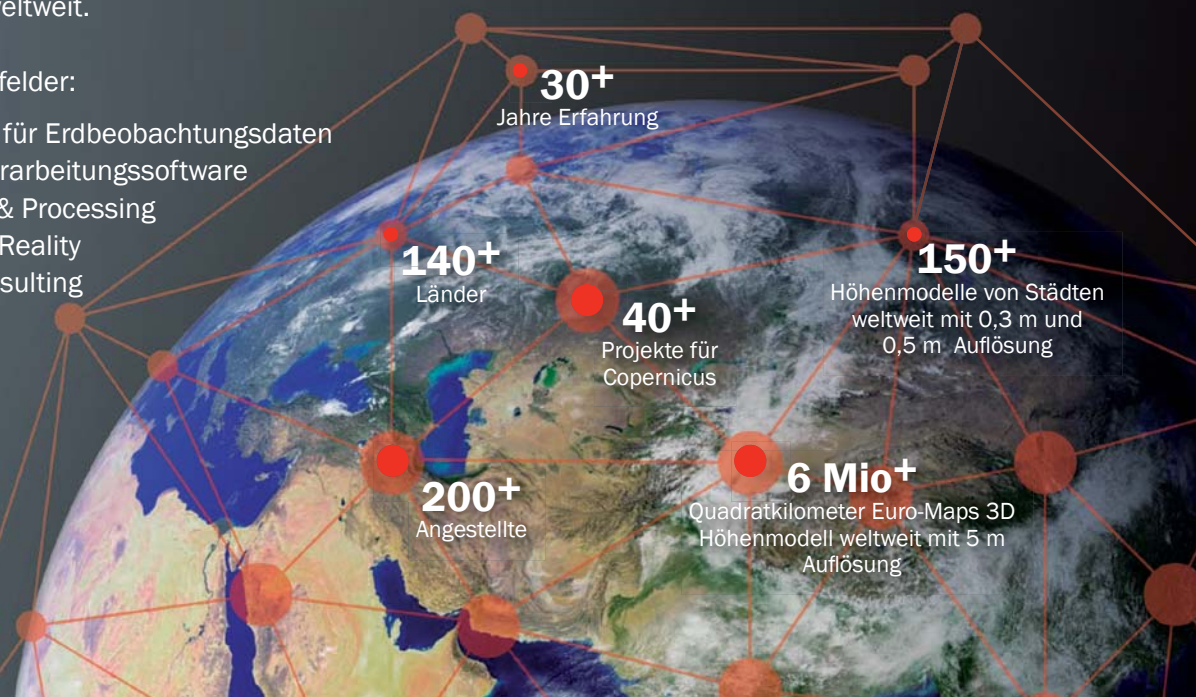 weltweit.
felder:
für Erdbeobachtungsdaten
rarbeitungssoftware
& Processing
Reality
sulting
30+
Jahre Erfahrung
140+
Länder
40+
Projekte für
Copernicus
150+
Höhenmodelle von Städten
weltweit mit 0,3 m und
0,5 m Auflösung
200+
Angestellte
6 Mio+
Quadratkilometer Euro-Maps 3D
Höhenmodell weltweit mit 5 m
Auflösung